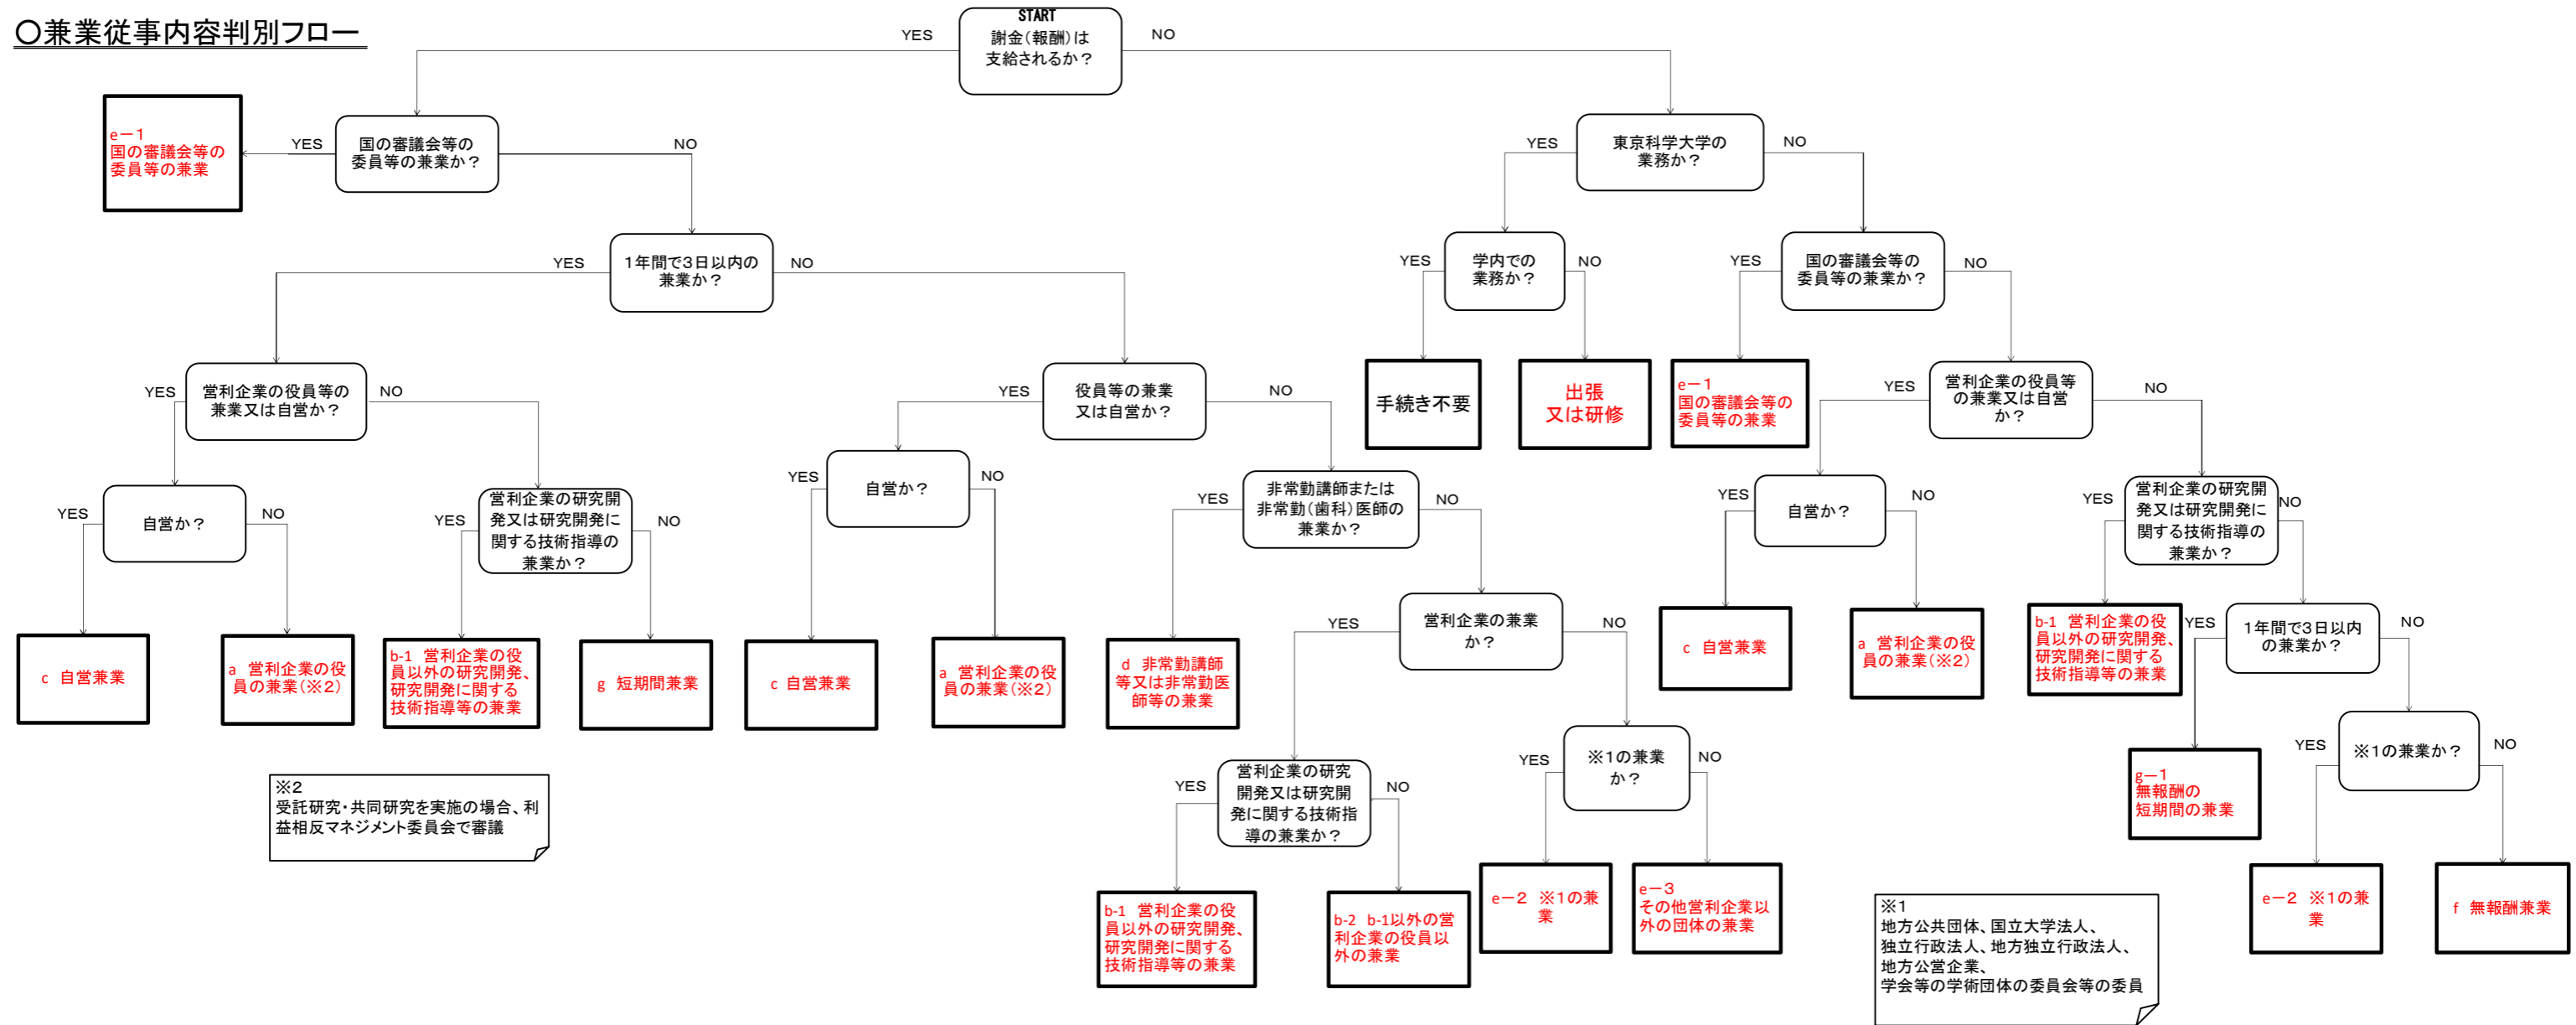 〇兼業従事内容判別フロー
START
謝金（報酬）は
支給されるか？
YES
NO
e－1
国の審議会等の
委員等の兼業
YES
国の審議会等の
委員等の兼業か？
NO
YES
東京科学大学の
業務か？
NO
YES
1年間で3日以内の
兼業か？
NO
YES
学内での
業務か？
NO
YES
国の審議会等の
委員等の兼業か？
NO
YES
営利企業の役員等の
兼業又は自営か？
NO
YES
役員等の兼業
又は自営か？
NO
手続き不要
出張
又は研修
e－1
国の審議会等の
委員等の兼業
YES
営利企業の役員等
の兼業又は自営
か？
NO
YES
自営か？
NO
YES
営利企業の研究開
発又は研究開発に
関する技術指導の
兼業か？
NO
YES
自営か？
NO
YES
非常勤講師または
非常勤（歯科）医師の
兼業か？
NO
YES
自営か？
NO
YES
営利企業の研究開
発又は研究開発に
関する技術指導の
兼業か？
NO
c 自営兼業
a 営利企業の役
員の兼業（※2）
b-1 営利企業の役
員以外の研究開発、
研究開発に関する
技術指導等の兼業
g 短期間兼業
c 自営兼業
a 営利企業の役
員の兼業（※2）
d 非常勤講師
等又は非常勤医
師等の兼業
YES
営利企業の兼業
か？
NO
c 自営兼業
a 営利企業の役
員の兼業（※2）
b-1 営利企業の役
員以外の研究開発、
研究開発に関する
技術指導等の兼業
YES
1年間で3日以内
の兼業か？
NO
※2
受託研究・共同研究を実施の場合、利
益相反マネジメント委員会で審議
YES
営利企業の研究
開発又は研究開
発に関する技術指
導の兼業か？
NO
YES
※1の兼業
か？
NO
g－1
無報酬の
短期間の兼業
YES
※1の兼業か？
NO
b-1 営利企業の役
員以外の研究開発、
研究開発に関する
技術指導等の兼業
b-2 b-1以外の営
利企業の役員以
外の兼業
e－2 ※1の兼
業
e－3
その他営利企業以
外の団体の兼業
※1
地方公共団体、国立大学法人、
独立行政法人、地方独立行政法人、
地方公営企業、
学会等の学術団体の委員会等の委員
e－2 ※1の兼
業
f 無報酬兼業